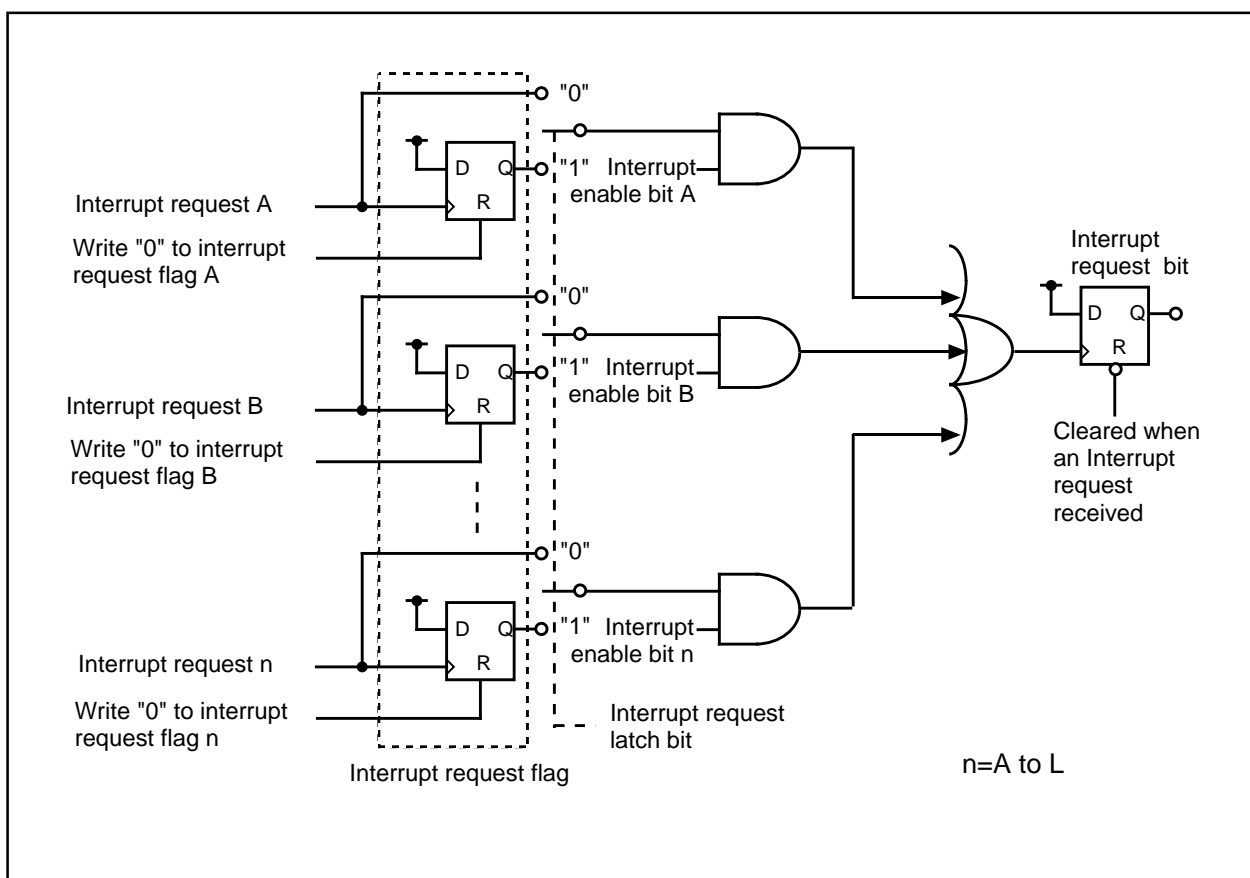 "0"
D Q
R
"1"
Interrupt
enable bit A
Interrupt request A
Write "0" to interrupt
request flag A
"0"
D Q
R
"1"
Interrupt
enable bit B
Interrupt request B
Write "0" to interrupt
request flag B
"0"
D Q
R
"1"
Interrupt
enable bit n
Interrupt request n
Write "0" to interrupt
request flag n
Interrupt request flag
Interrupt request
latch bit
Interrupt
request bit
D Q
R
Cleared when
an Interrupt
request
received
n=A to L